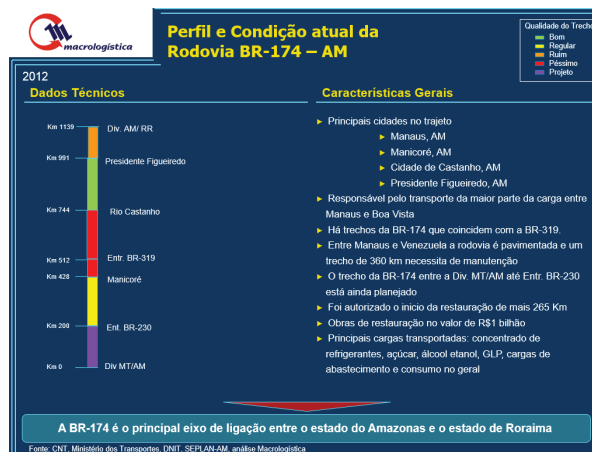 macrologística
Perfil e Condição atual da
Rodovia BR-174 – AM
Qualidade do Trecho
Bom
Regular
Ruim
Péssimo
Projeto
2012
Dados Técnicos
Km 1139 Div. AM/ RR
Km 991 Presidente Figueiredo
Km 744 Rio Castanho
Km 512 Entr. BR-319
Km 428 Manicoré
Km 200 Ent. BR-230
Km 0 Div MT/AM
Características Gerais
► Principais cidades no trajeto
► Manaus, AM
► Manicoré, AM
► Cidade de Castanho, AM
► Presidente Figueiredo, AM
► Responsável pelo transporte da maior parte da carga entre
Manaus e Boa Vista
► Há trechos da BR-174 que coincidem com a BR-319.
► Entre Manaus e Venezuela a rodovia é pavimentada e um
trecho de 360 km necessita de manutenção
► O trecho da BR-174 entre a Div. MT/AM até Entr. BR-230
está ainda planejado
► Foi autorizado o inicio da restauração de mais 265 Km
► Obras de restauração no valor de R$1 bilhão
► Principais cargas transportadas: concentrado de
refrigerantes, açúcar, álcool etanol, GLP, cargas de
abastecimento e consumo no geral
A BR-174 é o principal eixo de ligação entre o estado do Amazonas e o estado de Roraima
Fonte: CNT, Ministério dos Transportes, DNIT, SEPLAN-AM, análise Macrologística